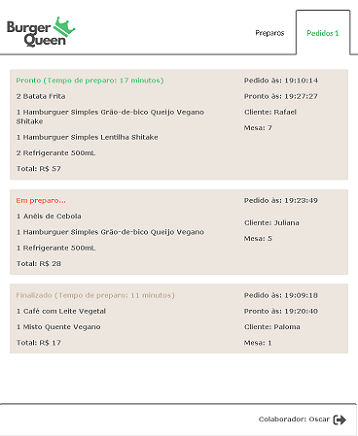 Burger
Queen
Preparos
Pedidos 1
Pronto (Tempo de preparo: 17 minutos)
Pedido às: 19:10:14
2 Batata Frita
Pronto às: 19:27:27
1 Hamburguer Simples Grão-de-bico Queijo Vegano
Shitake
Cliente: Rafael
Mesa: 7
1 Hamburguer Simples Lentilha Shitake
2 Refrigerante 500mL
Total: R$ 57
Em preparo...
Pedido às: 19:23:49
1 Anéis de Cebola
Cliente: Juliana
1 Hamburguer Simples Grão-de-bico Queijo Vegano
Mesa: 5
1 Refrigerante 500mL
Total: R$ 28
Finalizado (Tempo de preparo: 11 minutos)
Pedido às: 19:09:18
1 Café com Leite Vegetal
Pronto às: 19:20:40
1 Misto Quente Vegano
Cliente: Paloma
Total: R$ 17
Mesa: 1
Colaborador: Oscar